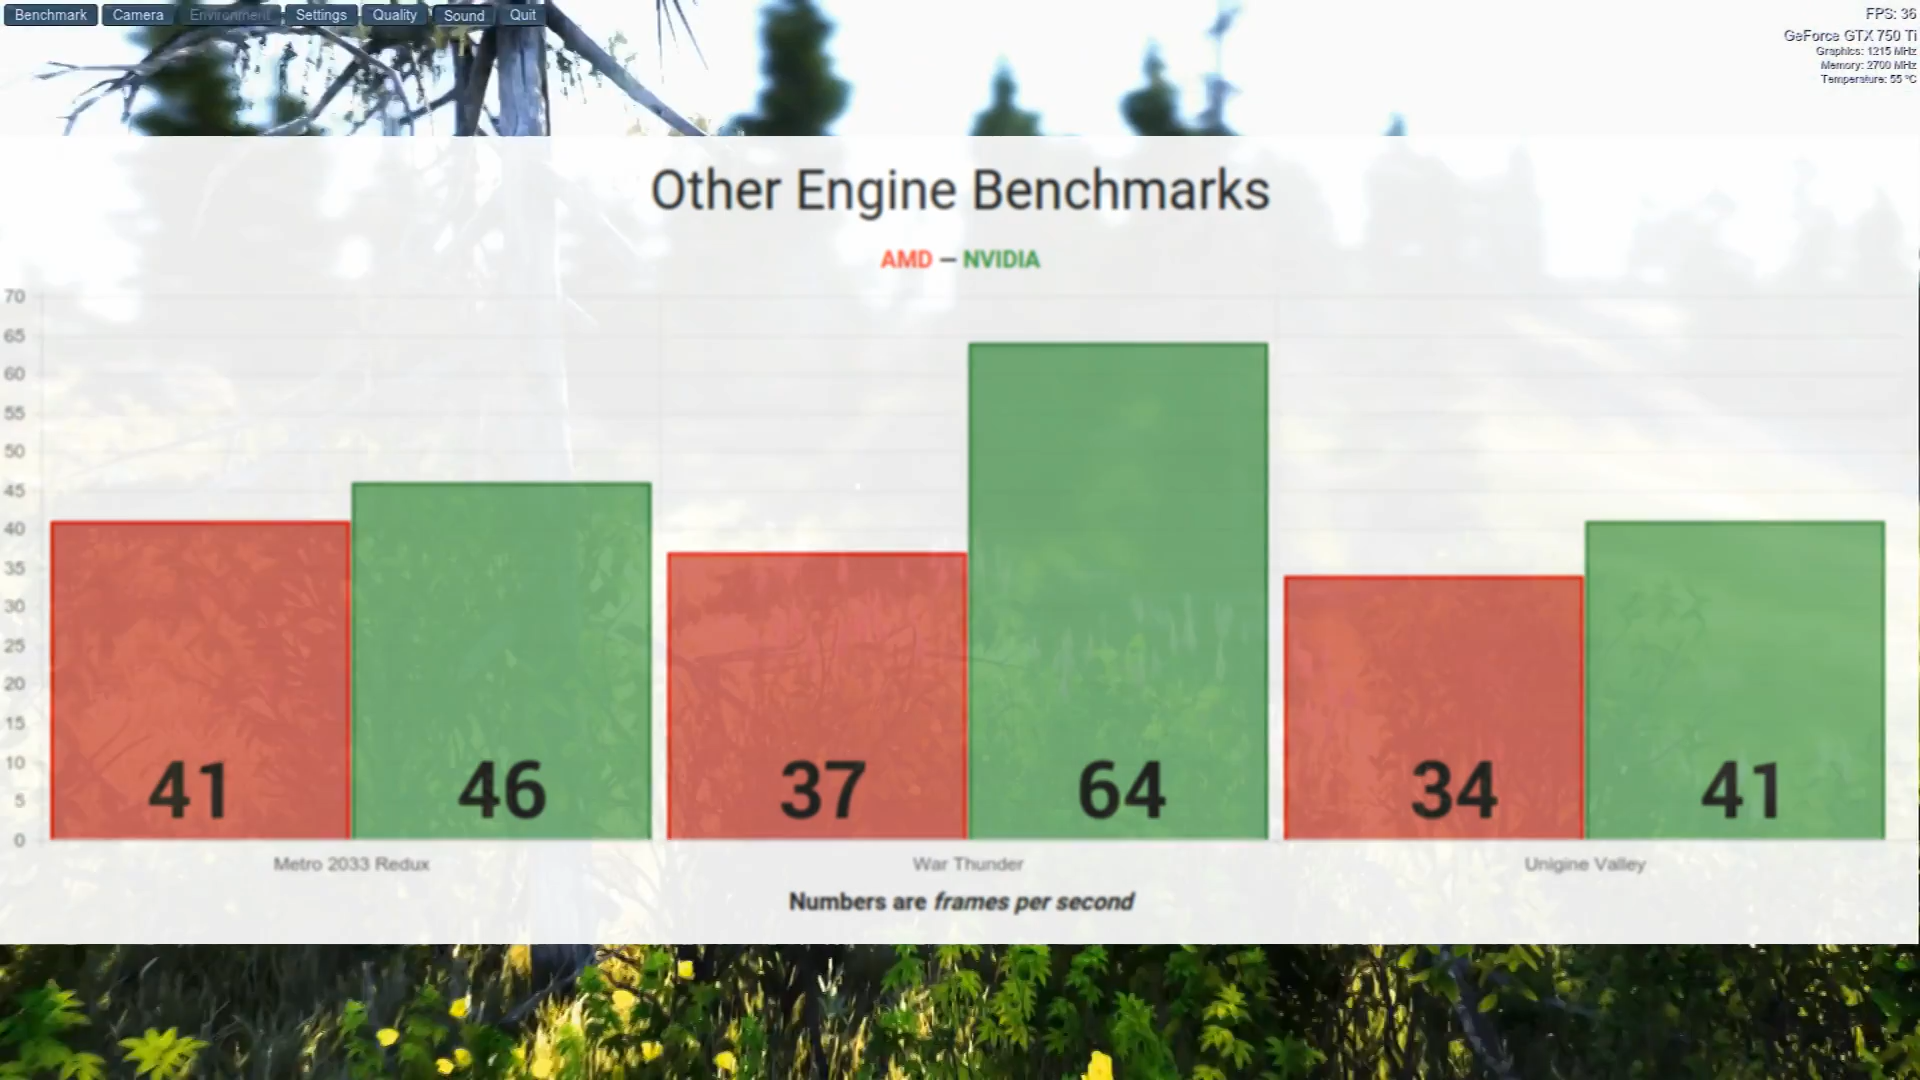 Benchmark Camera Environment Settings Quality Sound Quit
FPS: 36
GeForce GTX 750 Ti
Graphics: 1215 MHz
Memory: 2700 MHz
Temperature: 55 °C
Other Engine Benchmarks
AMD — NVIDIA
70
65
60
55
50
45
40
35
30
25
20
15
10
5
0
41 46 37 64 34 41
Metro 2033 Redux War Thunder Unigine Valley
Numbers are frames per second